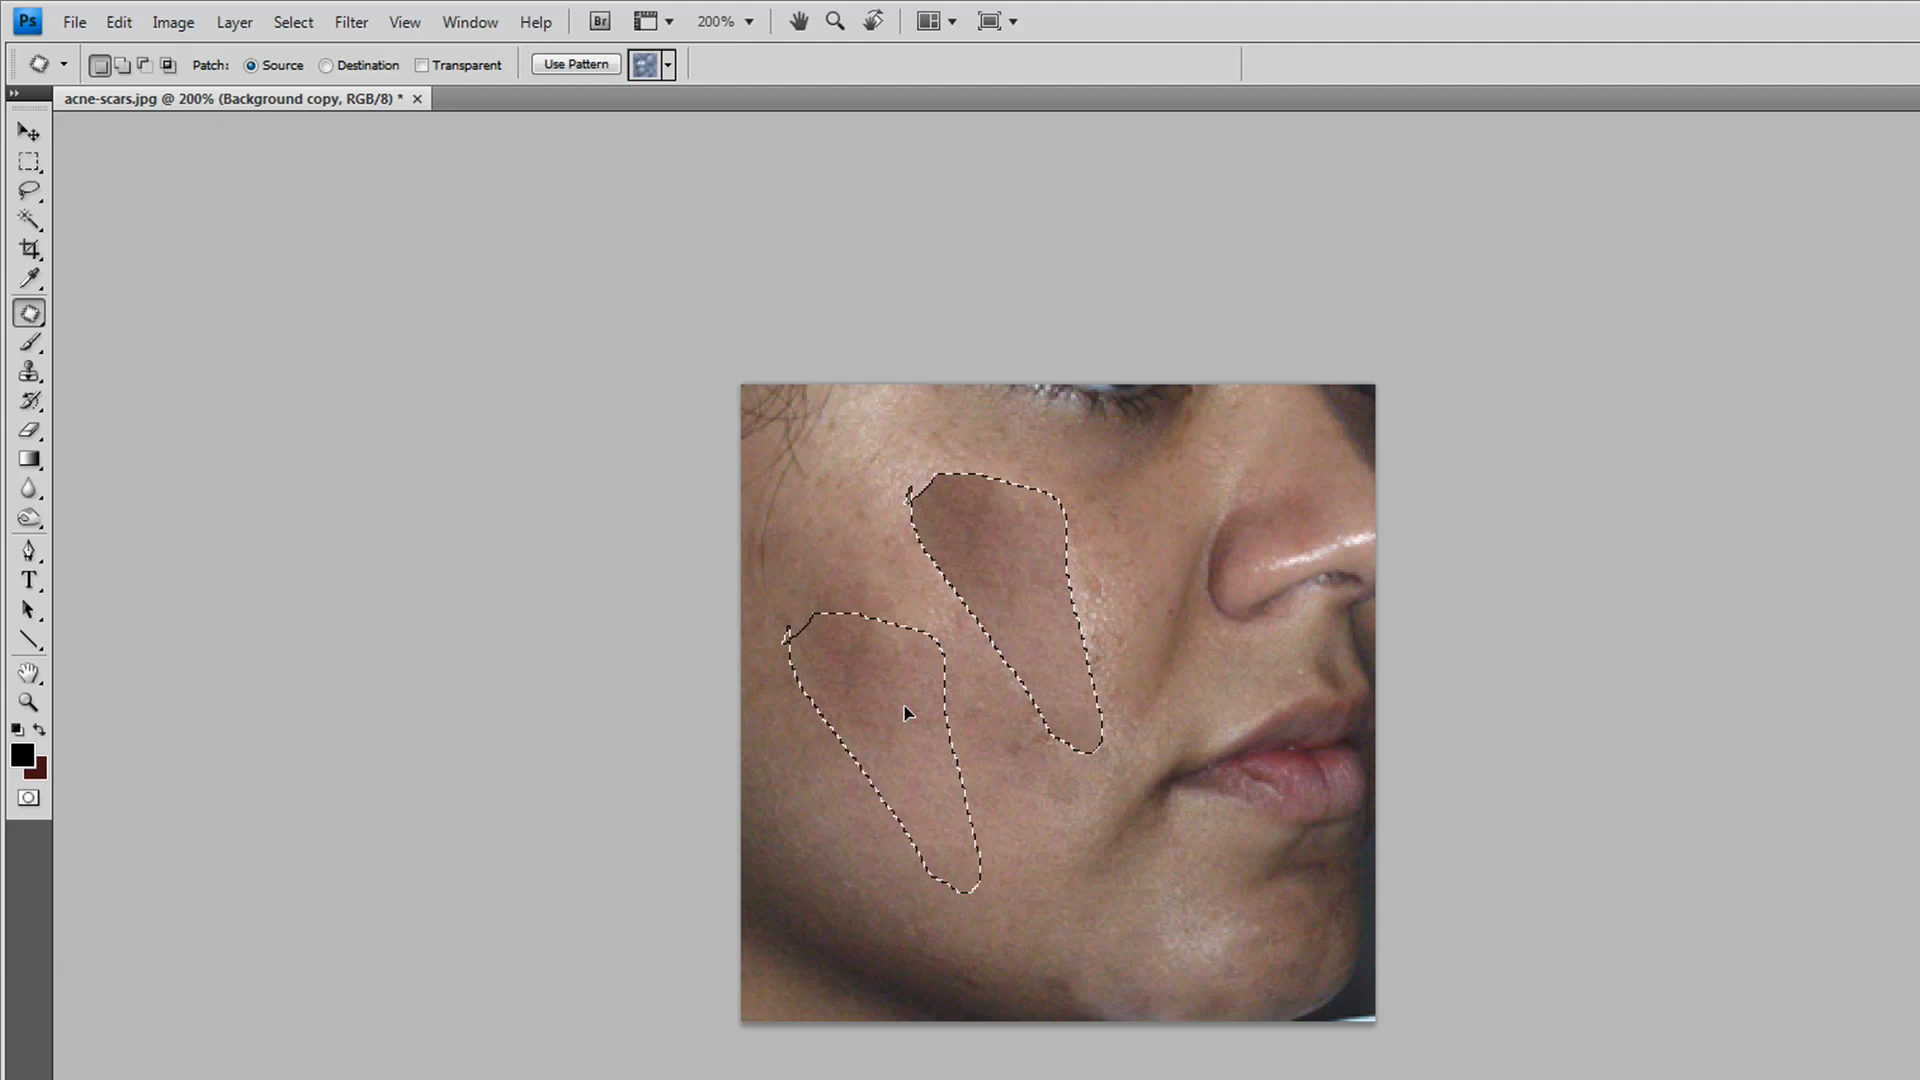 Ps File Edit Image Layer Select Filter View Window Help Br 200%
Patch: Source Destination Transparent Use Pattern
acne-scars.jpg @ 200% (Background copy, RGB/8) *
T